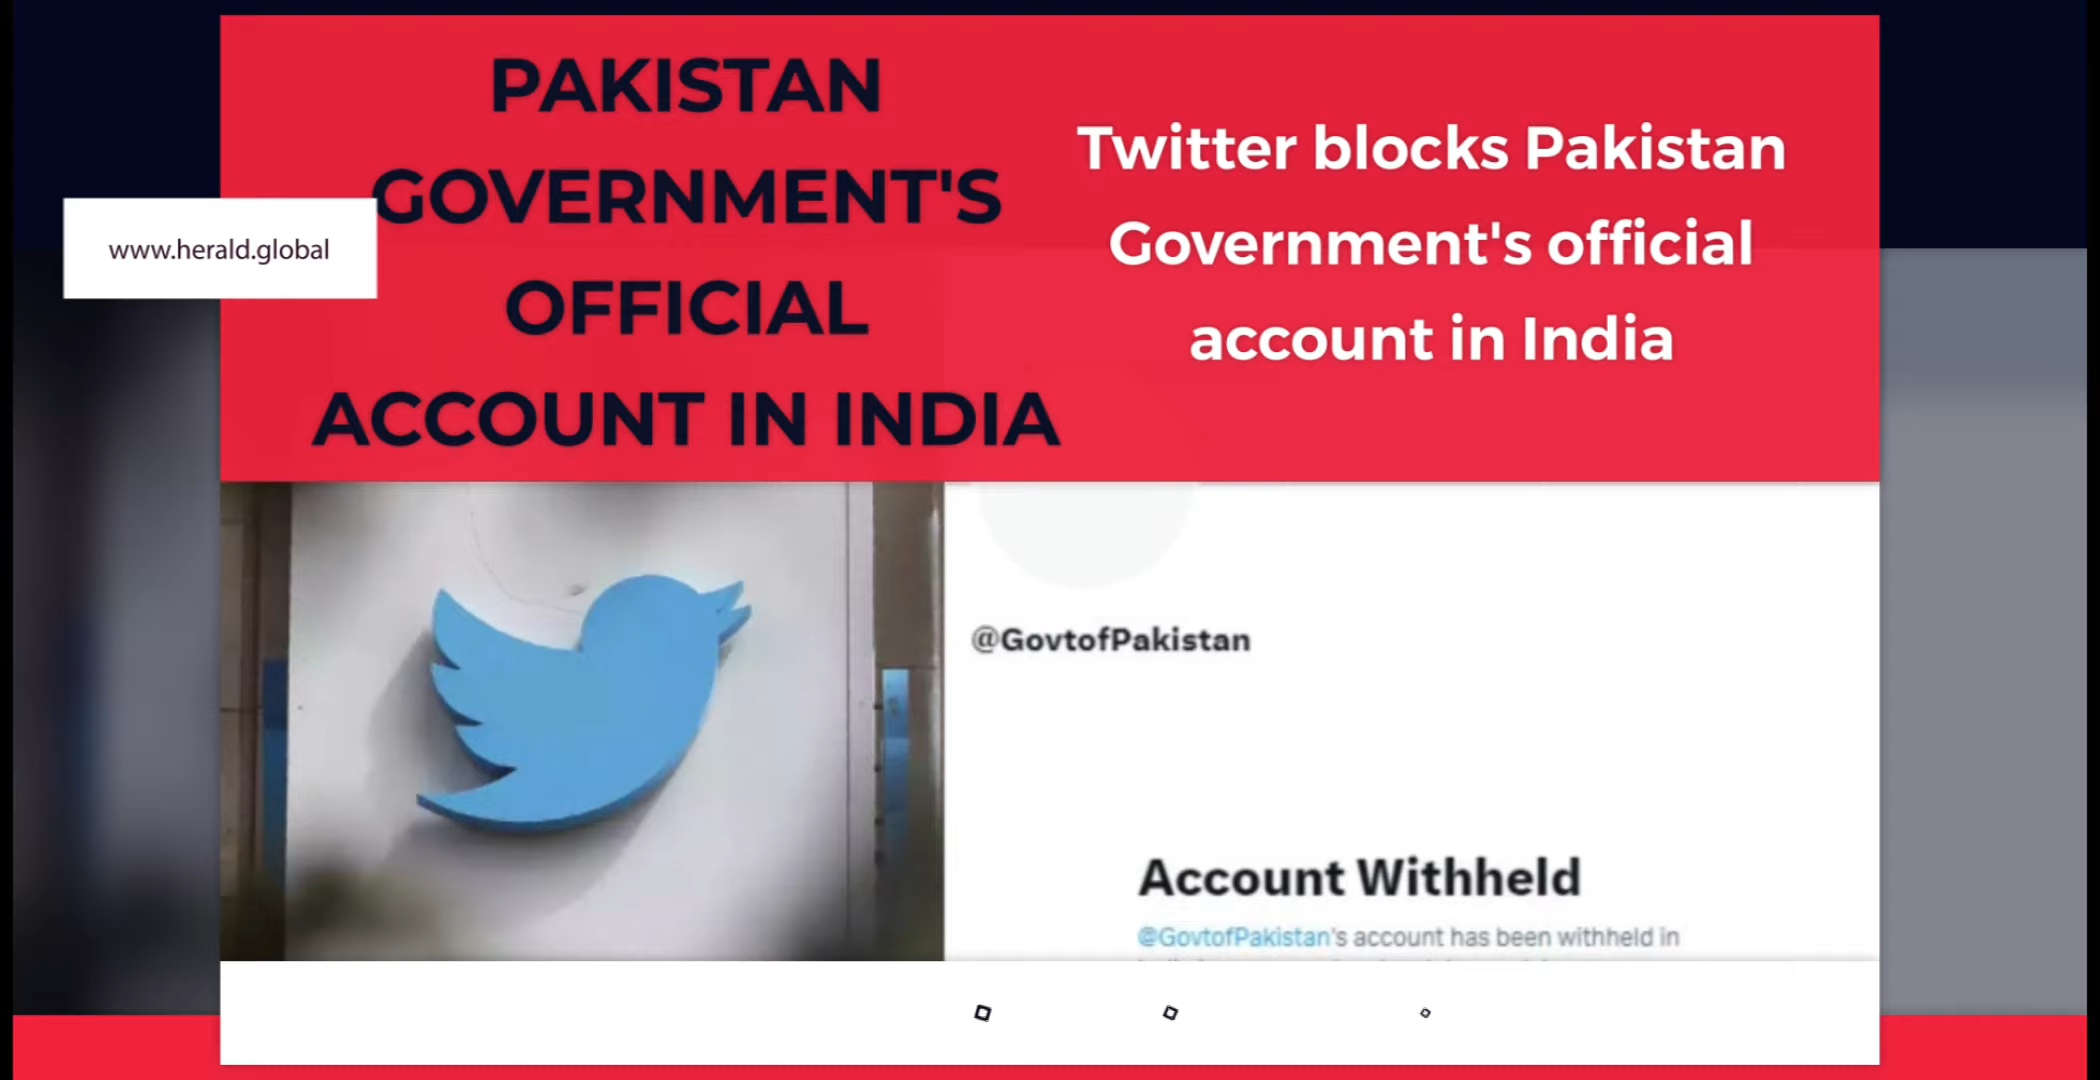 PAKISTAN
GOVERNMENT'S
OFFICIAL
ACCOUNT IN INDIA
Twitter blocks Pakistan
Government's official
account in India
www.herald.global
@GovtofPakistan
Account Withheld
@GovtofPakistan's account has been withheld in